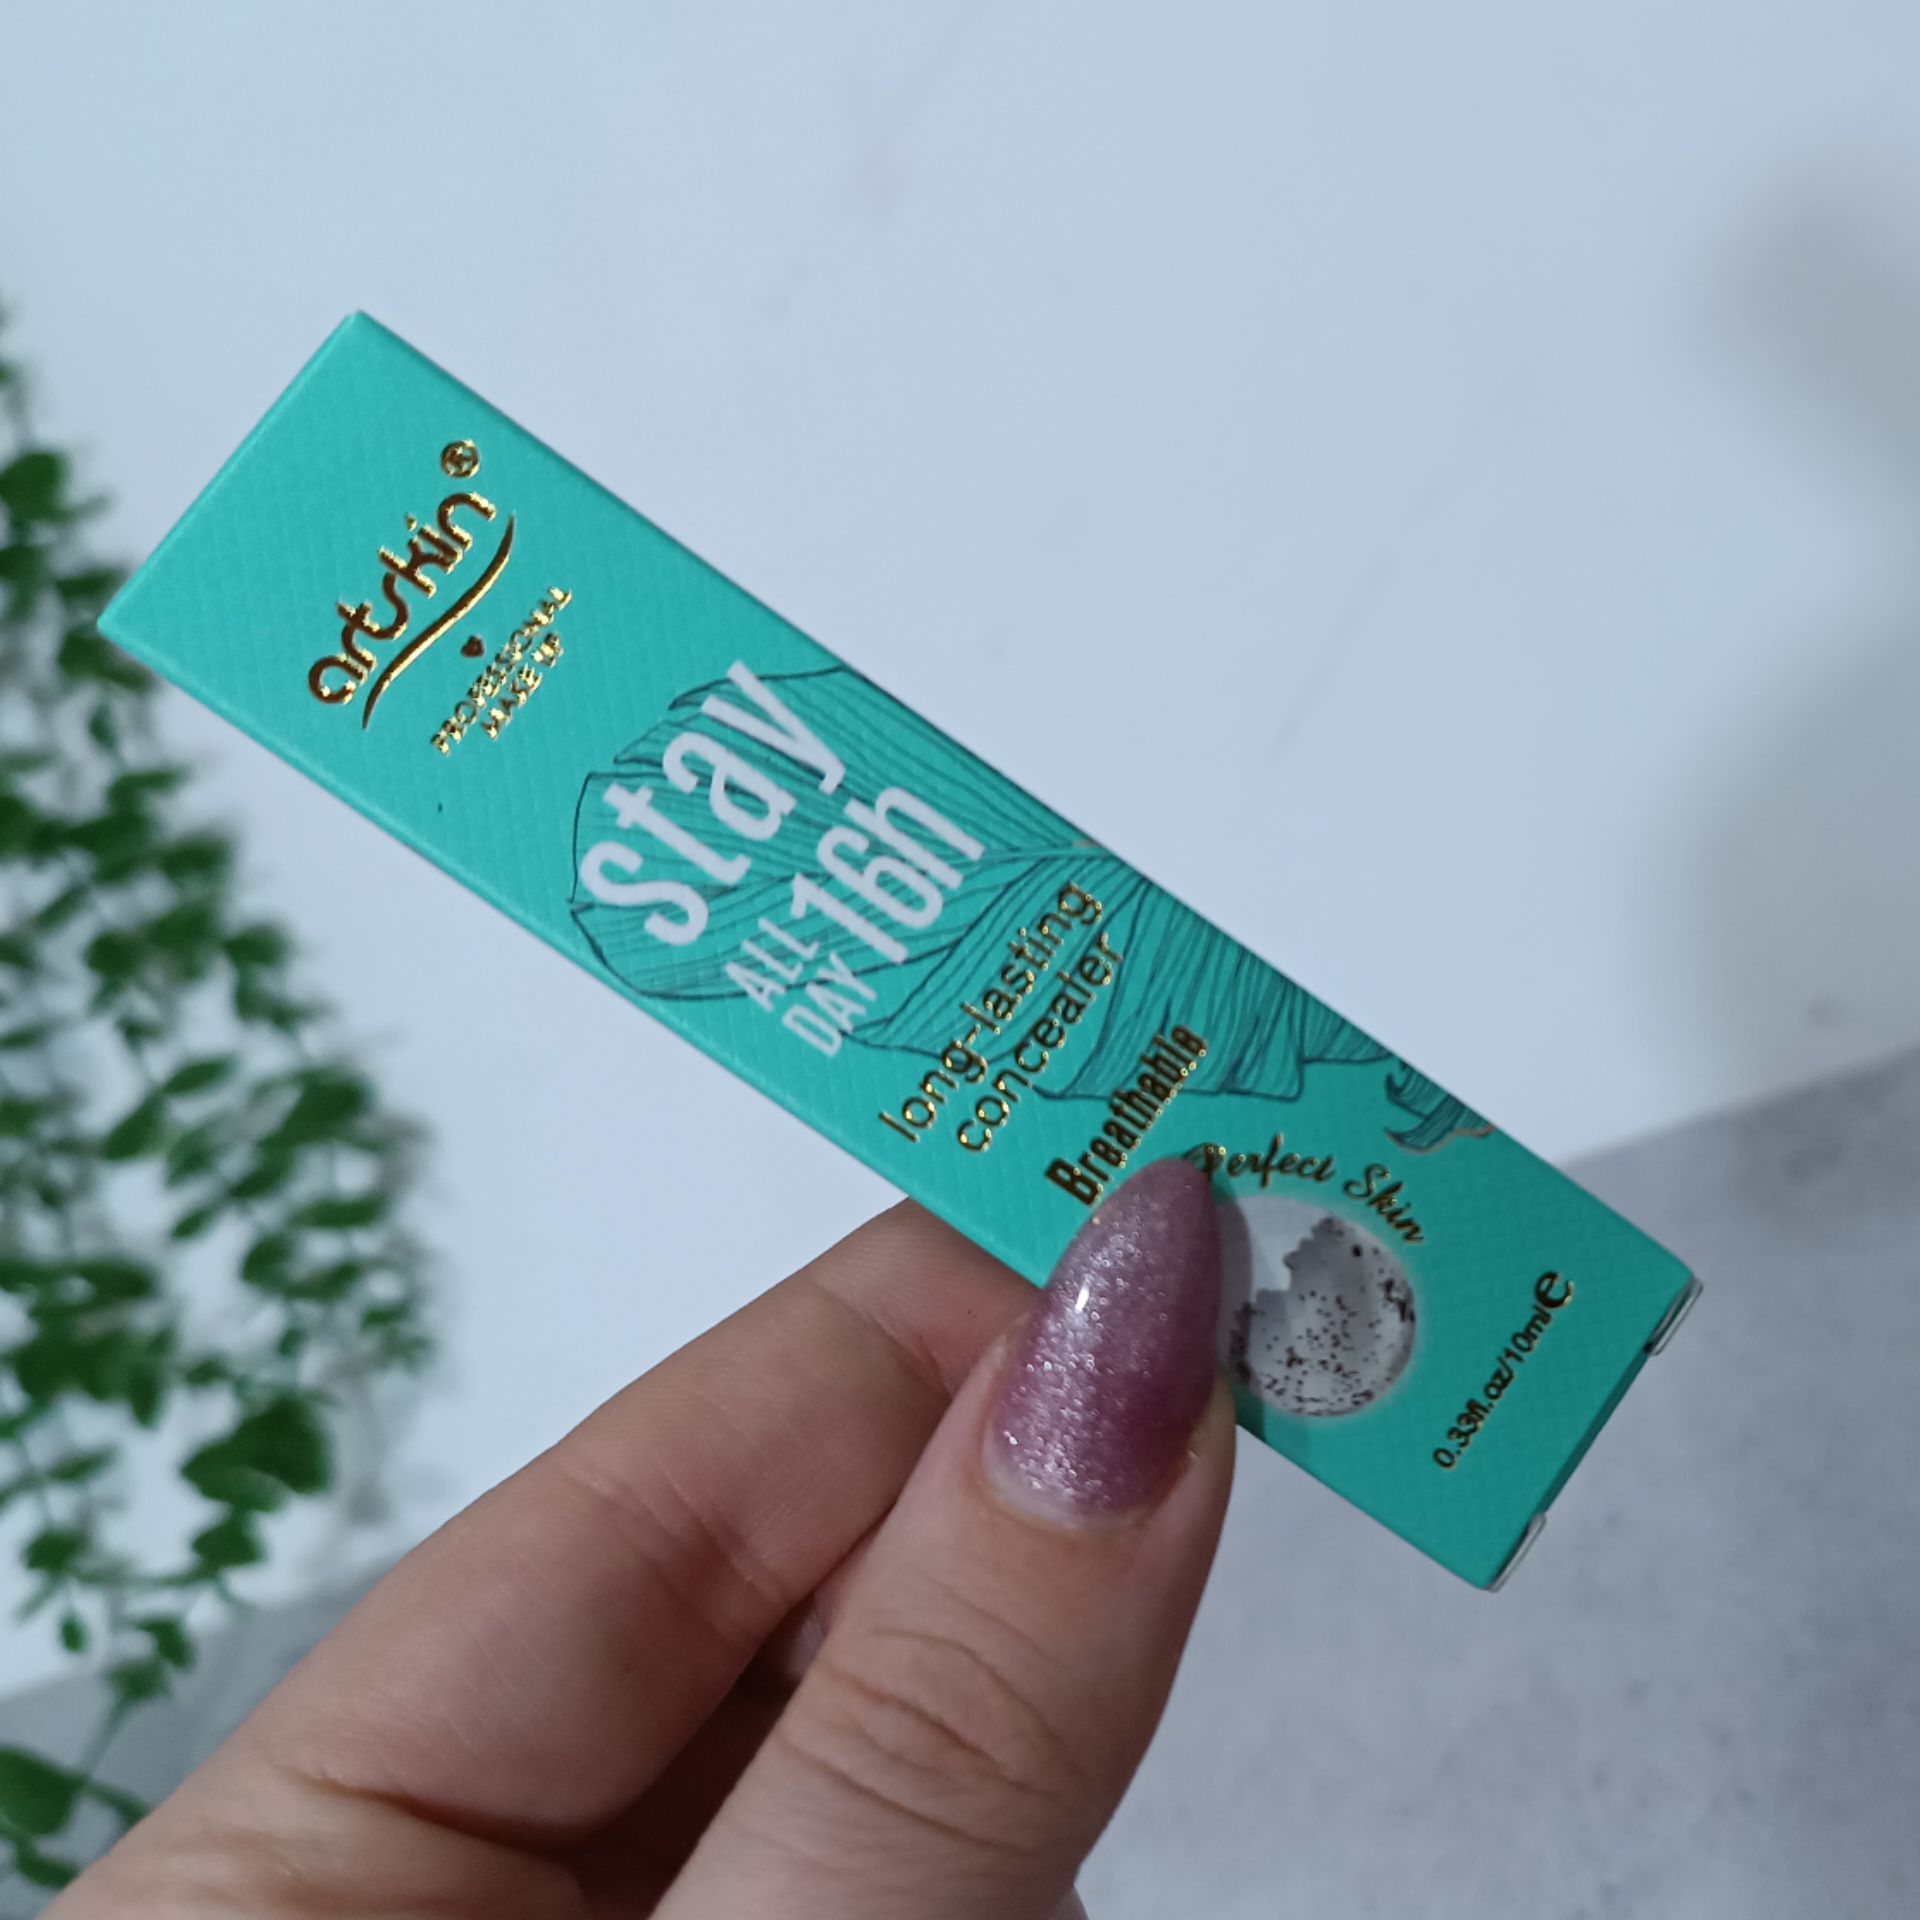 artskin®
PROFESSIONAL
MAKE UP
stay
ALL
DAY
16h
long-lasting
concealer
Breathable
Perfect Skin
0.33fl.oz/10ml℮